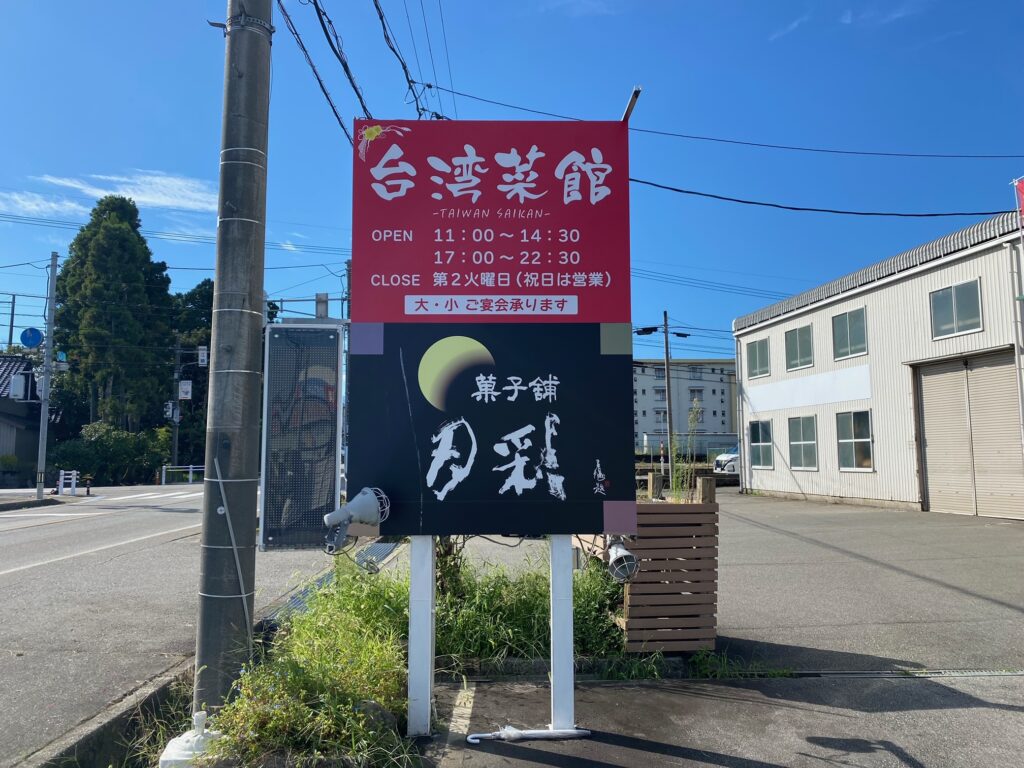 台湾菜館
-TAIWAN SAIKAN-
OPEN 11:00～14:30
17:00～22:30
CLOSE 第2火曜日(祝日は営業)
大・小 ご宴会承ります
菓子舗
月彩